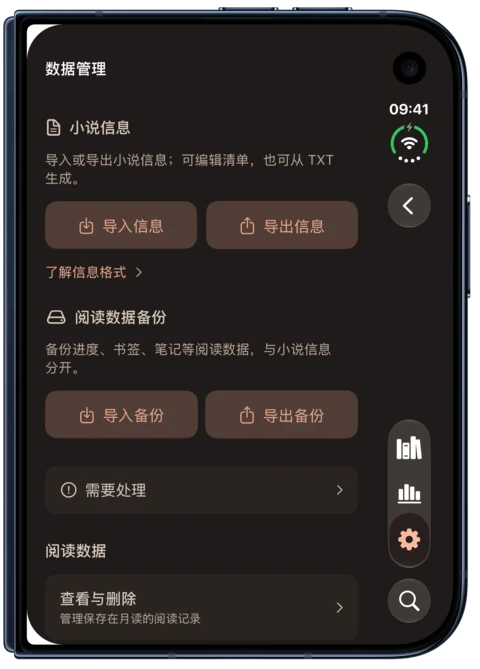 数据管理
09:41
小说信息
导入或导出小说信息；可编辑清单，也可从 TXT
生成。
导入信息
导出信息
了解信息格式
阅读数据备份
备份进度、书签、笔记等阅读数据，与小说信息
分开。
导入备份
导出备份
需要处理
阅读数据
查看与删除
管理保存在月读的阅读记录